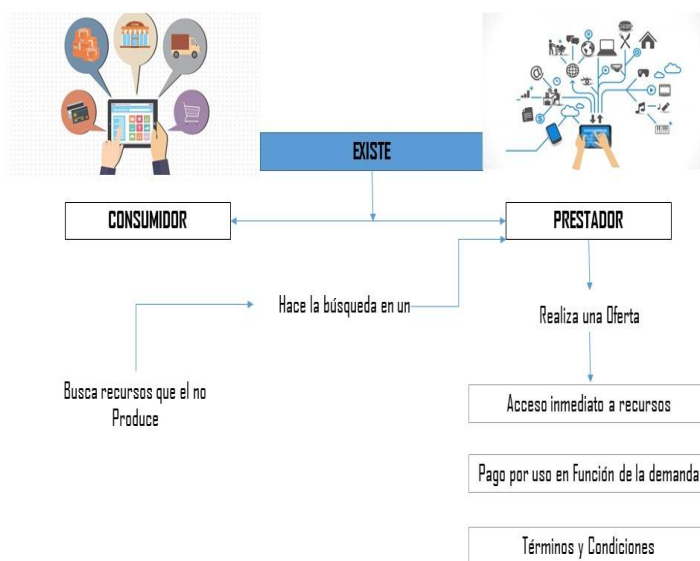 EXISTE
CONSUMIDOR
PRESTADOR
Hace la búsqueda en un
Realiza una Oferta
Busca recursos que el no
Produce
Acceso inmediato a recursos
Pago por uso en Función de la demanda
Términos y Condiciones